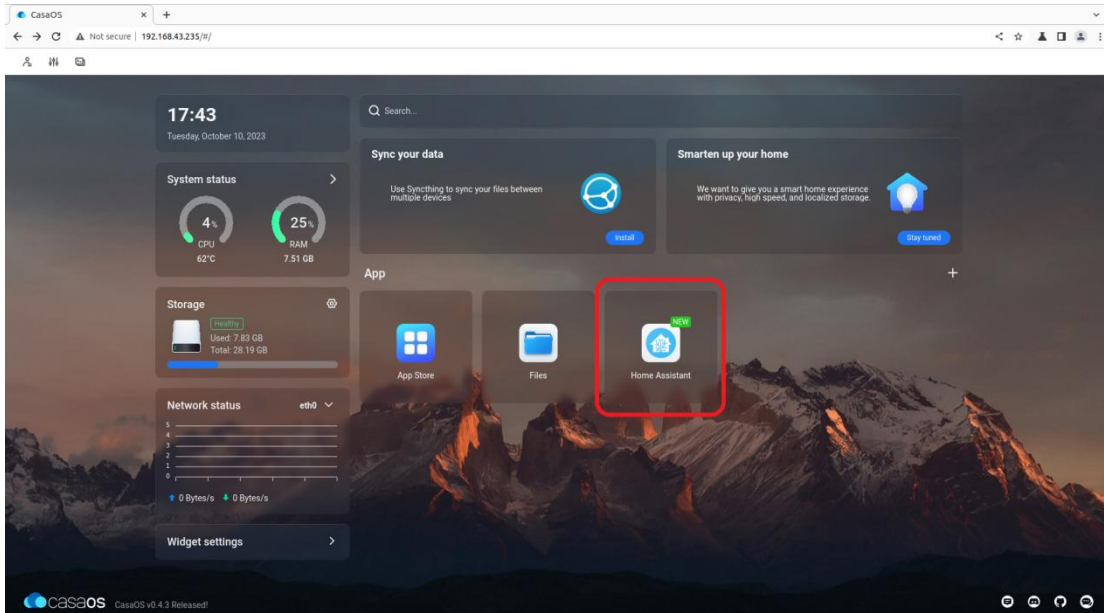 CasaOS
Not secure | 192.168.43.235/#/
17:43
Tuesday, October 10, 2023
Search...
System status
4%
CPU
62°C
25%
RAM
7.51 GB
Storage
Healthy
Used: 7.83 GB
Total: 28.19 GB
Network status
eth0
5
4
3
2
1
0
0 Bytes/s
0 Bytes/s
Widget settings
Sync your data
Use Syncthing to sync your files between
multiple devices
Install
Smarten up your home
We want to give you a smart home experience
with privacy, high speed, and localized storage.
Stay tuned
App
App Store
Files
NEW
Home Assistant
CasaOS
CasaOS v0.4.3 Released!